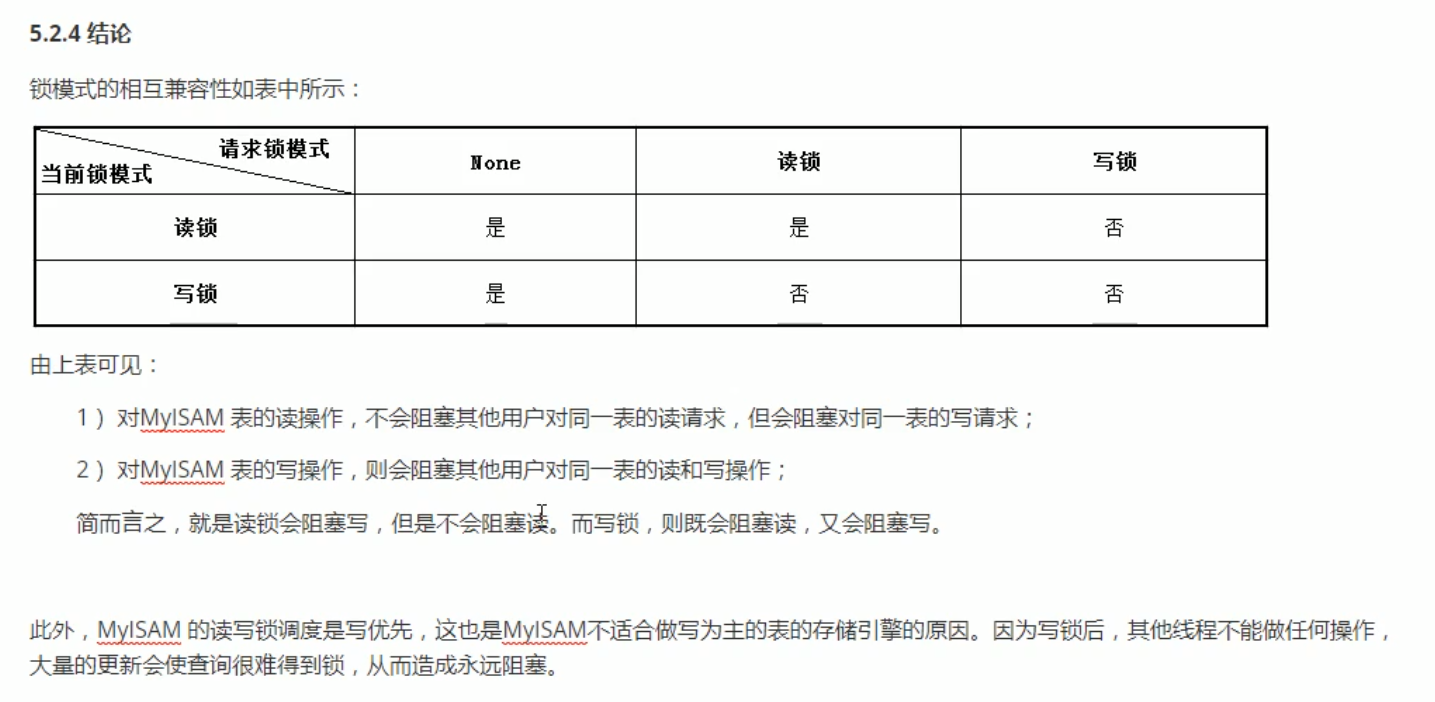 5.2.4 结论
锁模式的相互兼容性如表中所示：
请求锁模式
当前锁模式
None 读锁 写锁
读锁 是 是 否
写锁 是 否 否
由上表可见：
1） 对MyISAM 表的读操作，不会阻塞其他用户对同一表的读请求，但会阻塞对同一表的写请求；
2） 对MyISAM 表的写操作，则会阻塞其他用户对同一表的读和写操作；
简而言之，就是读锁会阻塞写，但是不会阻塞读。而写锁，则既会阻塞读，又会阻塞写。
此外，MyISAM 的读写锁调度是写优先，这也是MyISAM不适合做写为主的表的存储引擎的原因。因为写锁后，其他线程不能做任何操作，
大量的更新会使查询很难得到锁，从而造成永远阻塞。